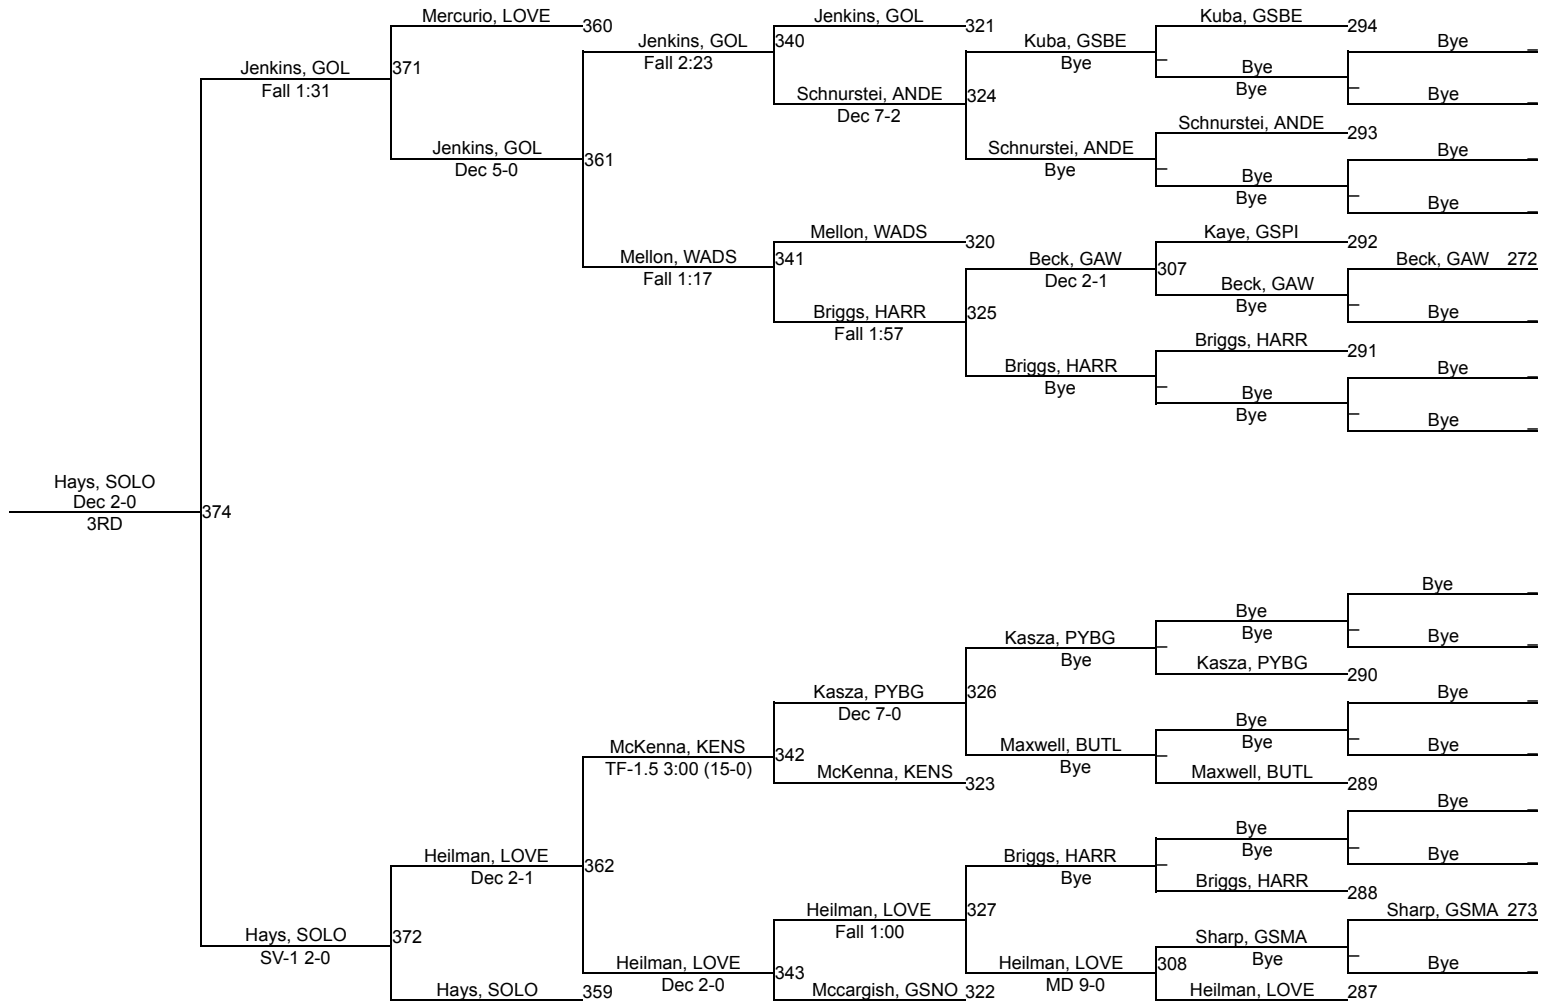 Mercurio, LOVE 360
Jenkins, GOL 321
Kuba, GSBE 294
Jenkins, GOL 340
Fall 2:23
Kuba, GSBE
Bye
Bye
Jenkins, GOL 371
Fall 1:31
Bye
Bye
Bye
Schnurstei, ANDE 324
Dec 7-2
Schnurstei, ANDE 293
Jenkins, GOL 361
Dec 5-0
Schnurstei, ANDE
Bye
Bye
Bye
Bye
Bye
Mellon, WADS 320
Kaye, GSPI 292
Mellon, WADS 341
Fall 1:17
Beck, GAW 307
Dec 2-1
Beck, GAW 272
Beck, GAW
Bye
Briggs, HARR 325
Fall 1:57
Bye
Briggs, HARR 291
Briggs, HARR
Bye
Bye
Bye
Bye
Bye
Hays, SOLO
Dec 2-0
374
3RD
Bye
Bye
Bye
Kasza, PYBG
Bye
Bye
Kasza, PYBG 290
Kasza, PYBG 326
Dec 7-0
Bye
Bye
Bye
McKenna, KENS 342
TF-1.5 3:00 (15-0)
Maxwell, BUTL
Bye
Bye
McKenna, KENS 323
Maxwell, BUTL 289
Bye
Bye
Bye
Heilman, LOVE 362
Dec 2-1
Briggs, HARR
Bye
Bye
Briggs, HARR 288
Heilman, LOVE 327
Fall 1:00
Sharp, GSMA 273
Hays, SOLO 372
SV-1 2-0
Sharp, GSMA
Bye
Heilman, LOVE 343
Dec 2-0
Heilman, LOVE 308
MD 9-0
Bye
Hays, SOLO 359
Mccargish, GSNO 322
Heilman, LOVE 287